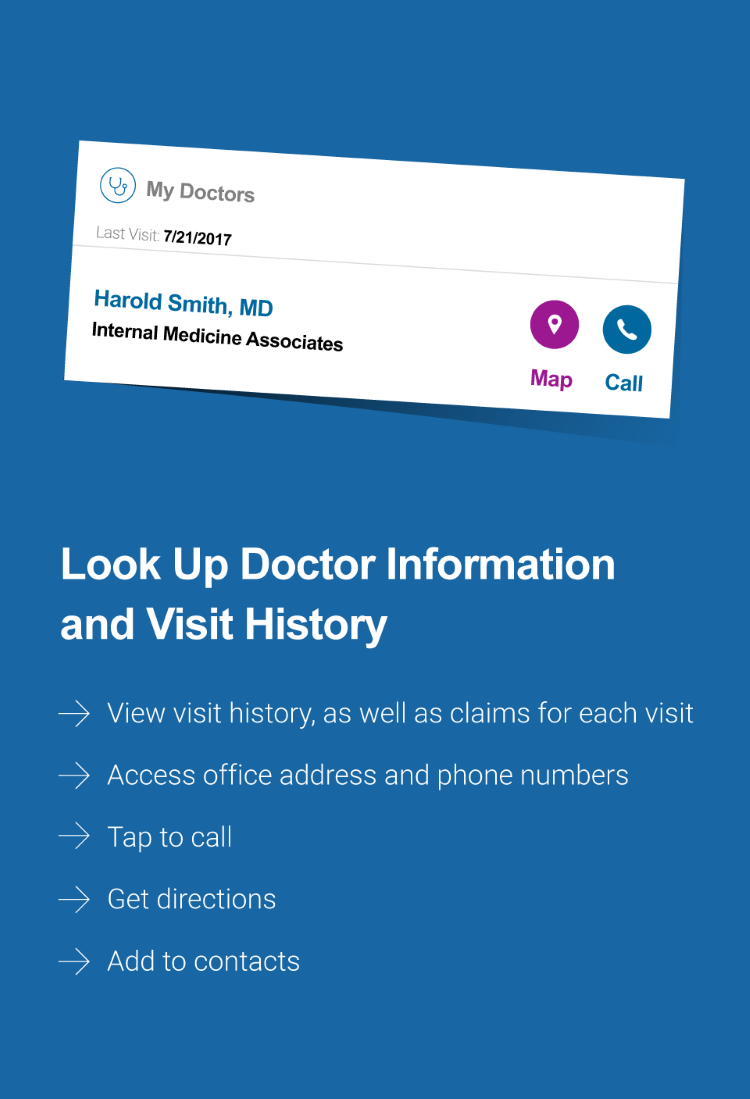 My Doctors
Last Visit: 7/21/2017
Harold Smith, MD
Internal Medicine Associates
Map
Call
Look Up Doctor Information
and Visit History
View visit history, as well as claims for each visit
Access office address and phone numbers
Tap to call
Get directions
Add to contacts